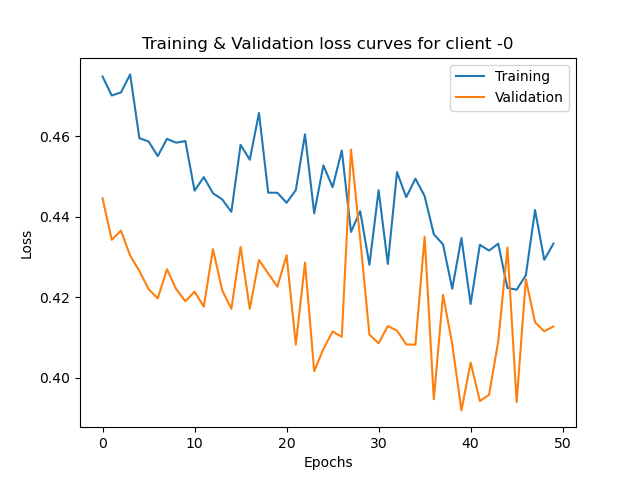 Training & Validation loss curves for client -0
Training
Validation
0.46
0.44
0.42
0.40
Loss
0
10
20
30
40
50
Epochs